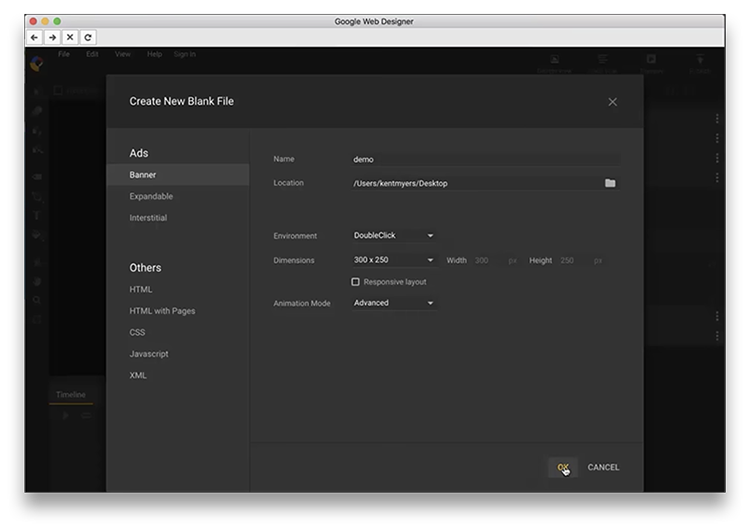 Google Web Designer
File Edit View Help Sign In
Create New Blank File
Ads
Banner
Expandable
Interstitial
Others
HTML
HTML with Pages
CSS
Javascript
XML
Name demo
Location /Users/kentmyers/Desktop
Environment DoubleClick
Dimensions 300 x 250 Width 300 px Height 250 px
Responsive layout
Animation Mode Advanced
Timeline
OK CANCEL